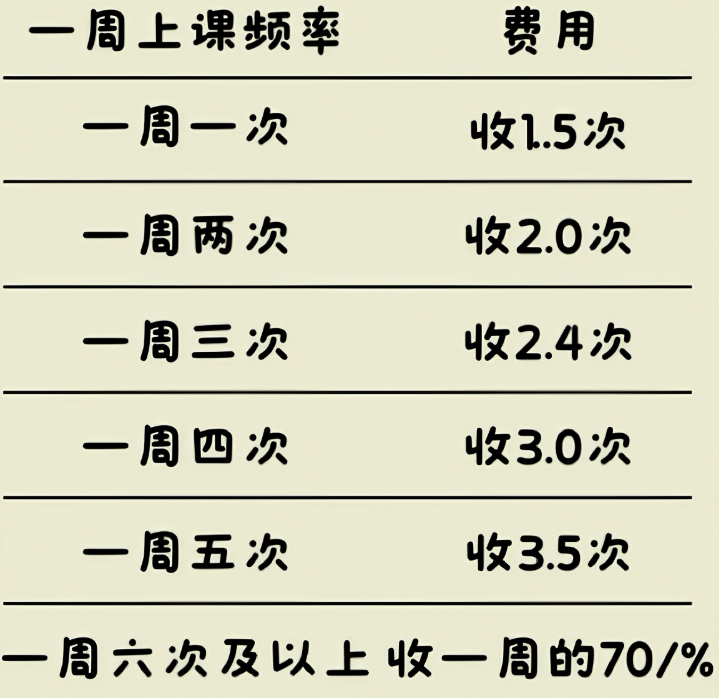 一周上课频率 费用
一周一次 收1.5次
一周两次 收2.0次
一周三次 收2.4次
一周四次 收3.0次
一周五次 收3.5次
一周六次及以上 收一周的70/%